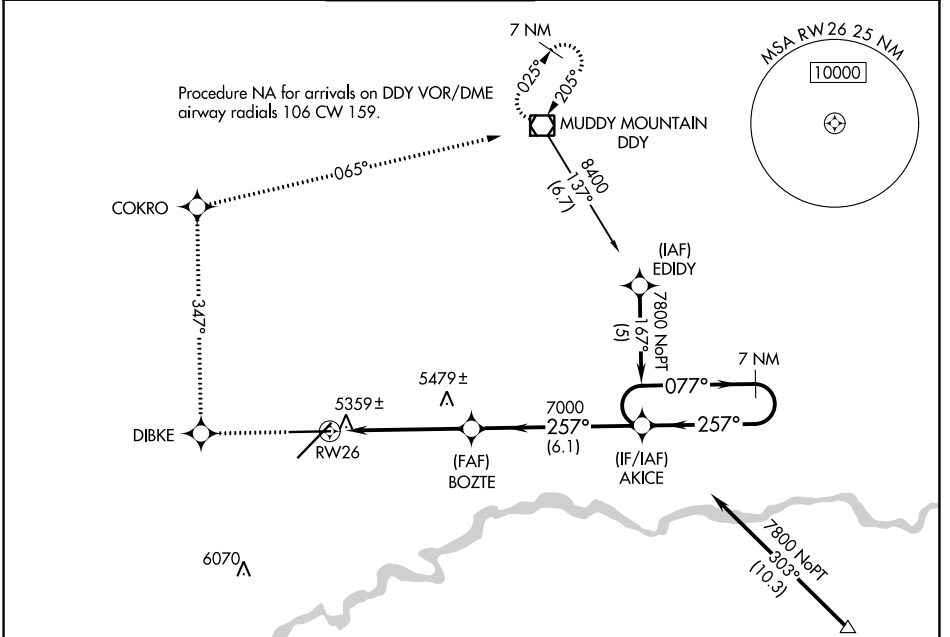 7 NM
025°
205°
MSA RW26 25 NM
10000
Procedure NA for arrivals on DDY VOR/DME
airway radials 106 CW 159.
MUDDY MOUNTAIN
DDY
065°
8400
137°
(6.7)
COKRO
(IAF)
EDIDY
7800 NoPT
167°
(5)
347°
7 NM
077°
5479±
5359±
7000
257°
(6.1)
257°
DIBKE
RW26
(FAF)
BOZTE
(IF/IAF)
AKICE
7800 NoPT
303°
(10.3)
6070